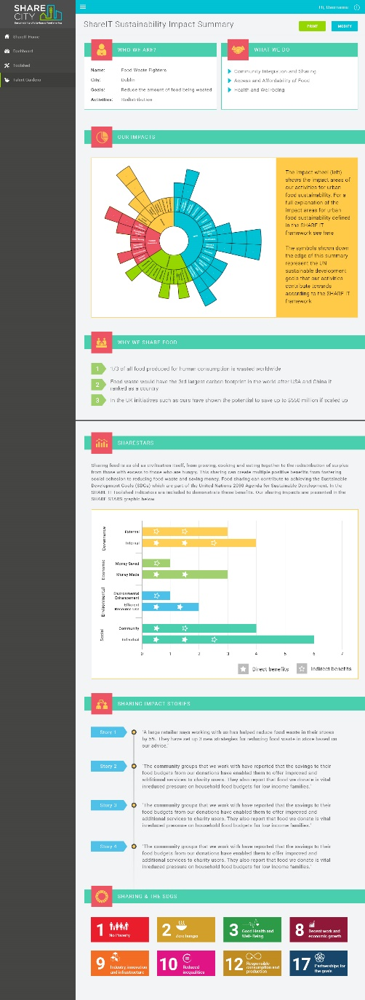 SHARE
CITY
Sustainability of city-based food sharing
ShareIT Home
Dashboard
Toolshed
Talent Gardens
Hi, Username
ShareIT Sustainability Impact Summary
PRINT
MODIFY
WHO WE ARE?
Name: Food Waste Fighters
City: Dublin
Goals: Reduce the amount of food being wasted
Activities: Redistribution
WHAT WE DO
Community Integration and Sharing
Access and Affordability of Food
Health and Well-being
OUR IMPACTS
The impact wheel (left)
shows the impact areas of
our activities for urban
food sustainability. For a
full explanation of the
impact areas for urban
food sustainability defined
in the SHARE IT
framework see here
The symbols shown down
the edge of this summary
represent the UN
sustainable development
goals that our activities
contribute towards
according to the SHARE IT
framework
WHY WE SHARE FOOD
1 1/3 of all food produced for human consumption is wasted worldwide
2 Food waste would have the 3rd largest carbon footprint in the world after USA and China if
ranked as a country
3 In the UK initiatives such as ours have shown the potential to save up to $550 million if scaled up
SHARESTARS
Sharing food is as old as civilisation itself, from growing, cooking and eating together to the redistribution of surplus
from those with excess to those who are hungry. This sharing can create multiple positive benefits from fostering
social cohesion to reducing food waste and saving money. Food sharing can contribute to achieving the Sustainable
Development Goals (SDGs) which are part of the United Nations 2030 Agenda for Sustainable Development. In the
SHARE IT Toolshed Indicators are included to demonstrate these benefits. Our sharing impacts are presented in the
SHARE STARS graphic below
Governance
External
Internal
Economic
Money Saved
Money Made
Environmental
Environmental
Enhancement
Efficient
Resource Use
Social
Community
Individual
0 1 2 3 4 5 6 7
Direct benefits
Indirect benefits
SHARING IMPACT STORIES
Story 1
'A large retailer says working with us has helped reduce food waste in their stores
by 5%. They have set up 3 new strategies for reducing food waste in store based on
our advice.'
Story 2
'The community groups that we work with have reported that the savings to their
food budgets from our donations have enabled them to offer improved and
additional services to charity users. They also report that food we donate is vital
inreduced pressure on household food budgets for low income families.'
Story 3
'The community groups that we work with have reported that the savings to their
food budgets from our donations have enabled them to offer improved and
additional services to charity users. They also report that food we donate is vital
inreduced pressure on household food budgets for low income families.'
Story 4
'The community groups that we work with have reported that the savings to their
food budgets from our donations have enabled them to offer improved and
additional services to charity users. They also report that food we donate is vital
inreduced pressure on household food budgets for low income families.'
SHARING & THE SDGS
1 No Poverty
2 Zero hunger
3 Good Health and
Well- Being
8 Decent work and
economic growth
9 Industry, innovation
and infrastructure
10 Reduced
inequalities
12 Responsible
consumption and
production
17 Partnerships for
the goals